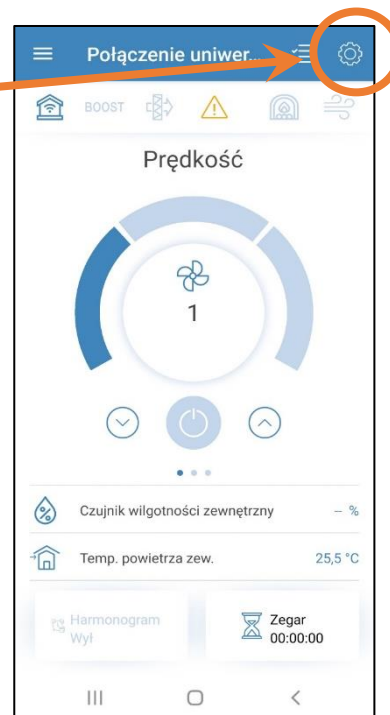 Połączenie uniwer...
BOOST
Prędkość
1
Czujnik wilgotności zewnętrzny – %
Temp. powietrza zew. 25,5 °C
Harmonogram
Wył
Zegar
00:00:00